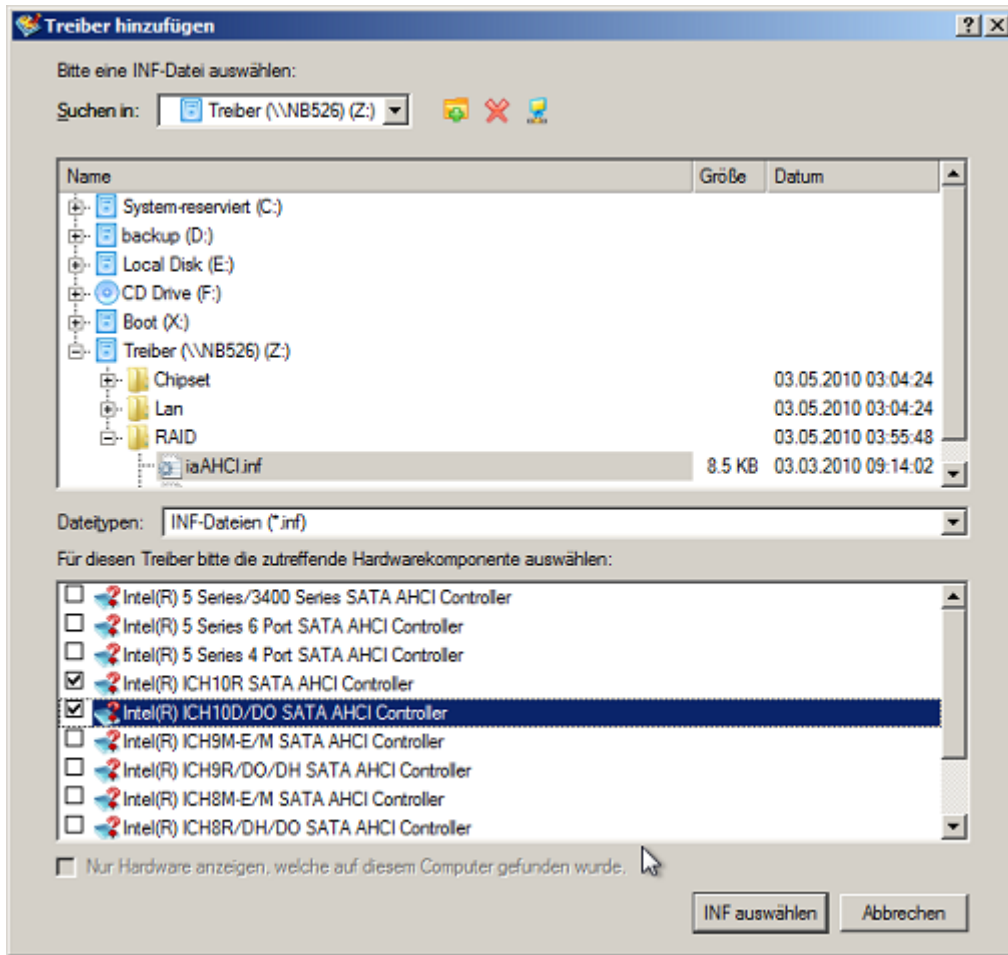 Treiber hinzufügen
Bitte eine INF-Datei auswählen:
Suchen in: Treiber (\\NB526) (Z:)
Name Größe Datum
System-reserviert (C:)
backup (D:)
Local Disk (E:)
CD Drive (F:)
Boot (X:)
Treiber (\\NB526) (Z:)
Chipset 03.05.2010 03:04:24
Lan 03.05.2010 03:04:24
RAID 03.05.2010 03:55:48
iaAHCI.inf 8.5 KB 03.03.2010 09:14:02
Dateitypen: INF-Dateien (*.inf)
Für diesen Treiber bitte die zutreffende Hardwarekomponente auswählen:
Intel(R) 5 Series/3400 Series SATA AHCI Controller
Intel(R) 5 Series 6 Port SATA AHCI Controller
Intel(R) 5 Series 4 Port SATA AHCI Controller
Intel(R) ICH10R SATA AHCI Controller
Intel(R) ICH10D/DO SATA AHCI Controller
Intel(R) ICH9M-E/M SATA AHCI Controller
Intel(R) ICH9R/DO/DH SATA AHCI Controller
Intel(R) ICH8M-E/M SATA AHCI Controller
Intel(R) ICH8R/DH/DO SATA AHCI Controller
Nur Hardware anzeigen, welche auf diesem Computer gefunden wurde.
INF auswählen Abbrechen